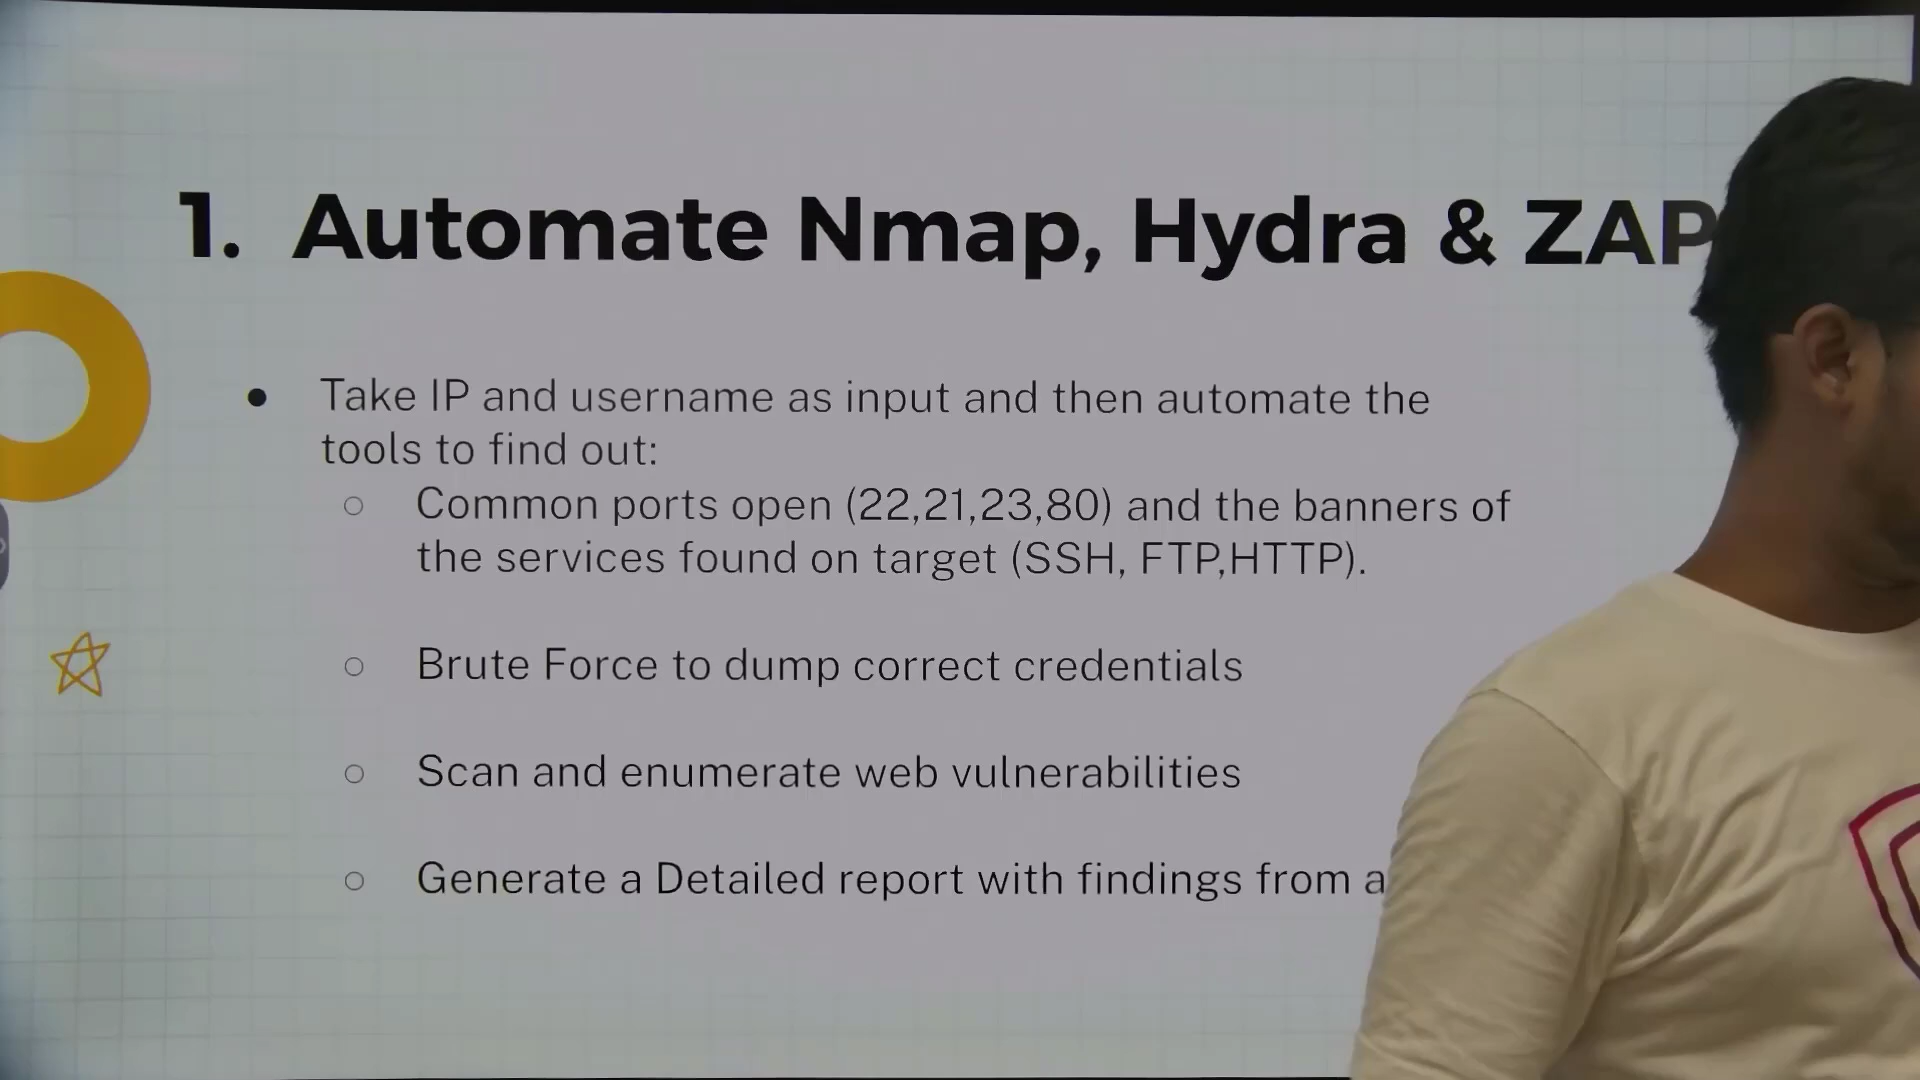 1. Automate Nmap, Hydra & ZAP
● Take IP and username as input and then automate the
tools to find out:
○ Common ports open (22,21,23,80) and the banners of
the services found on target (SSH, FTP,HTTP).
○ Brute Force to dump correct credentials
○ Scan and enumerate web vulnerabilities
○ Generate a Detailed report with findings from